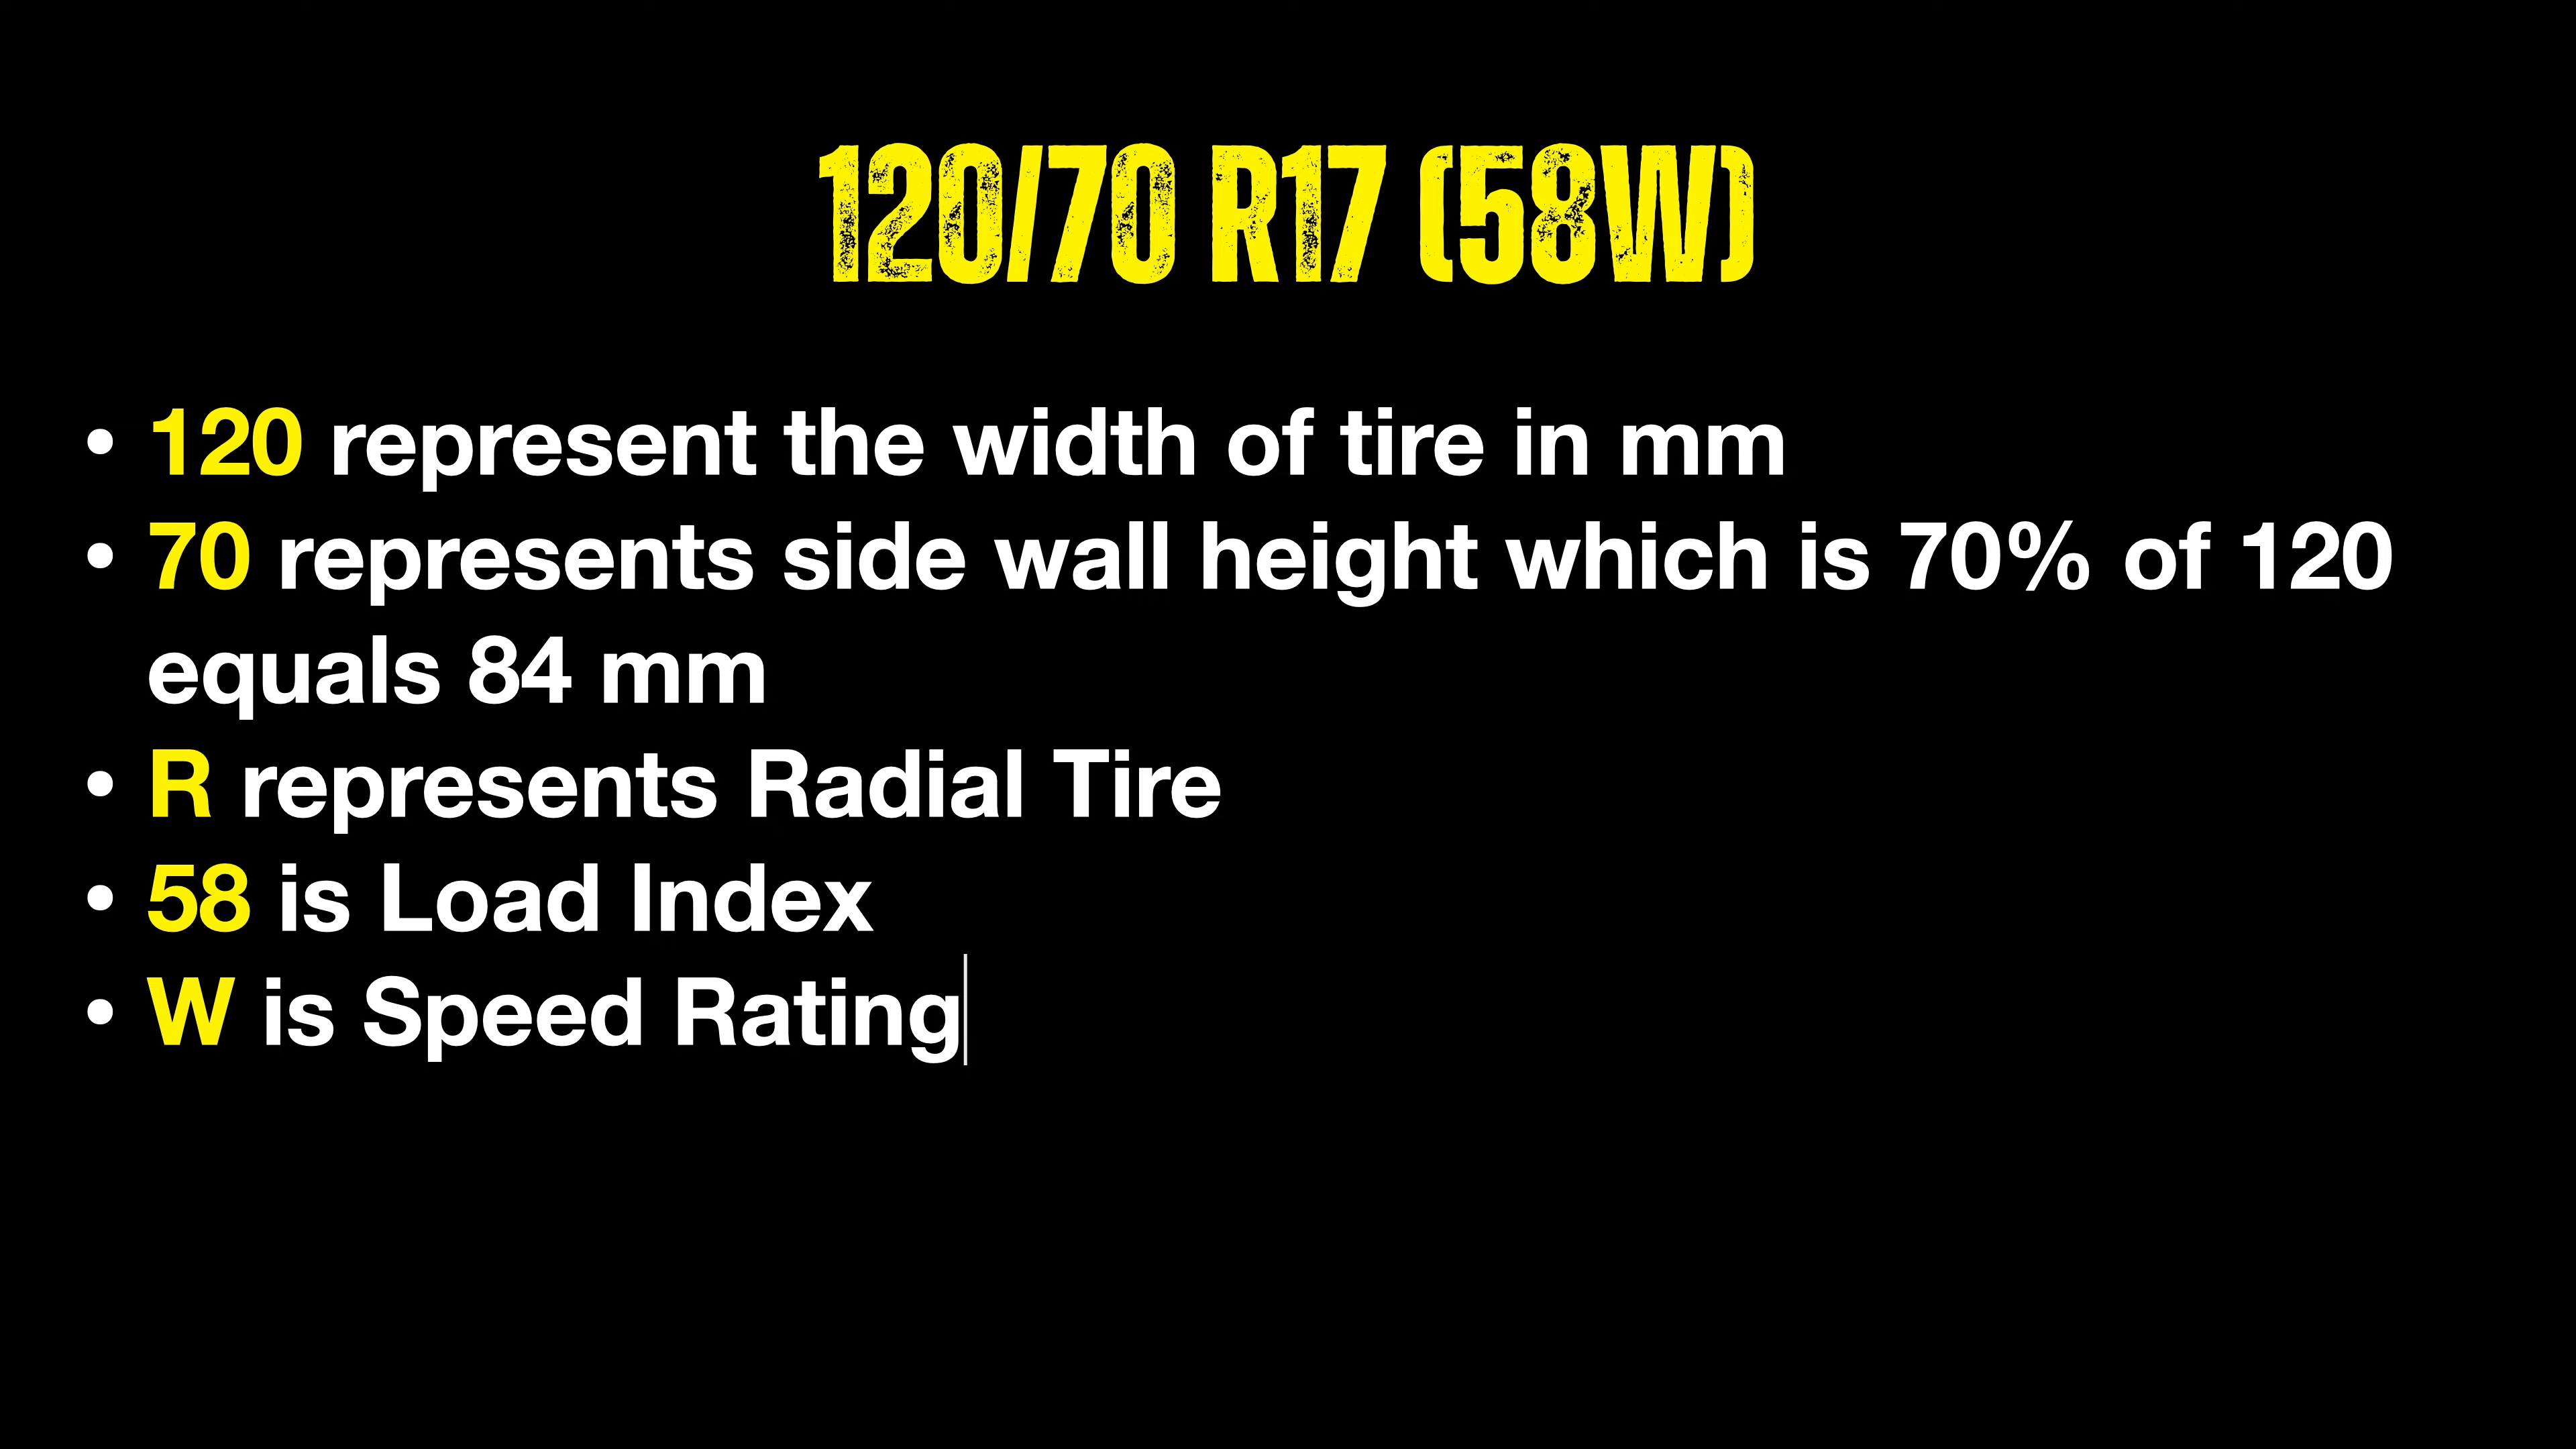 120/70 R17 (58W)
• 120 represent the width of tire in mm
• 70 represents side wall height which is 70% of 120
equals 84 mm
• R represents Radial Tire
• 58 is Load Index
• W is Speed Rating